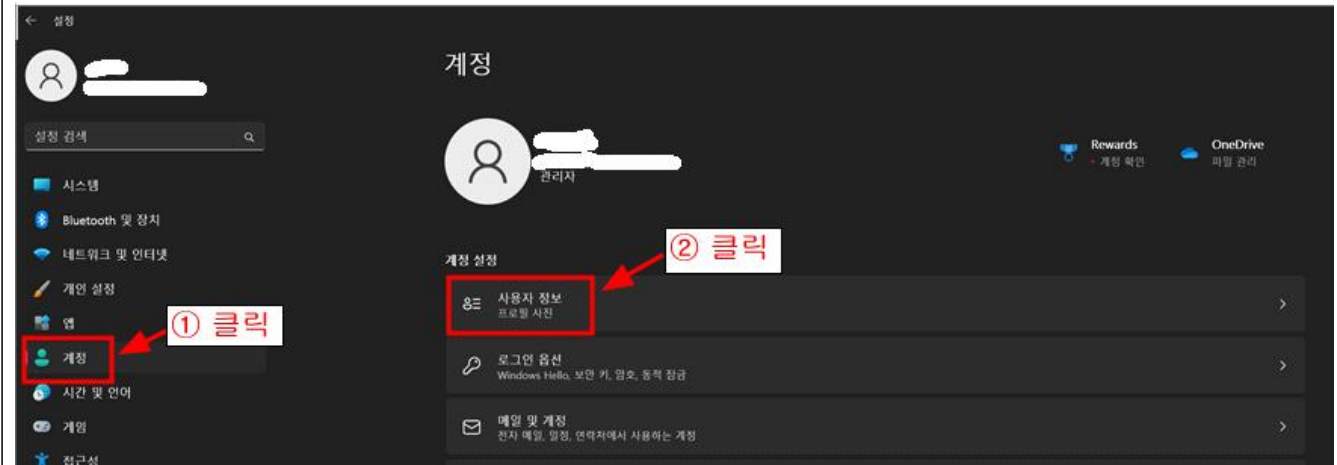 ← 설정
설정 검색
시스템
Bluetooth 및 장치
네트워크 및 인터넷
개인 설정
앱
① 클릭
계정
시간 및 언어
게임
접근성
계정
관리자
Rewards
• 계정 확인
OneDrive
파일 관리
② 클릭
계정 설정
사용자 정보
프로필 사진
로그인 옵션
Windows Hello, 보안 키, 암호, 동적 잠금
메일 및 계정
전자 메일, 일정, 연락처에서 사용하는 계정